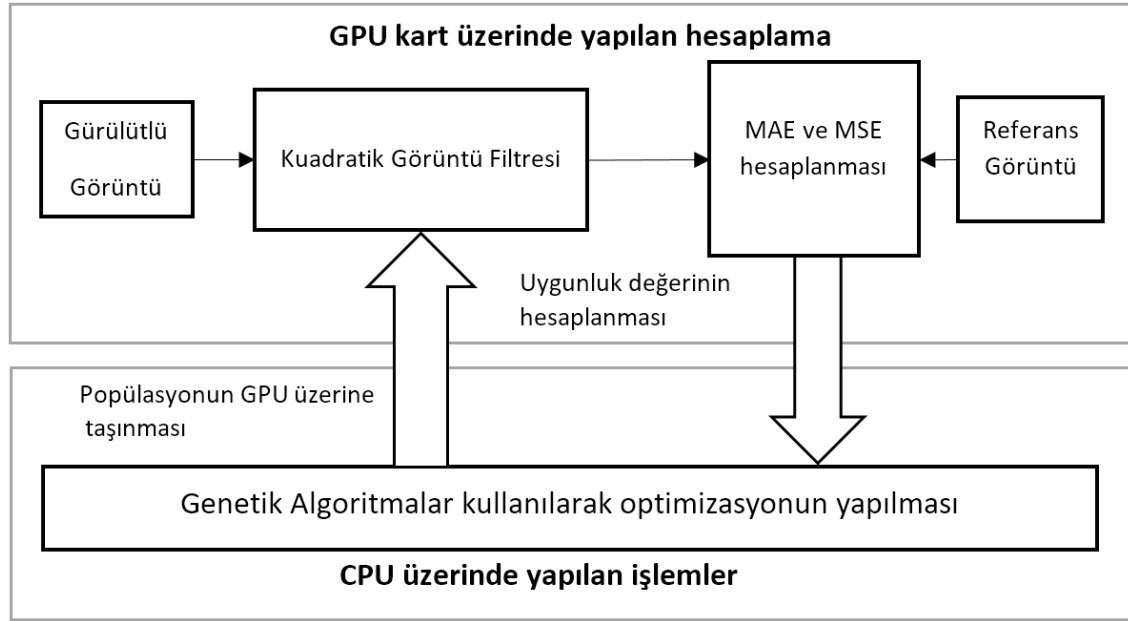 GPU kart üzerinde yapılan hesaplama
Gürülütlü
Görüntü
Kuadratik Görüntü Filtresi
MAE ve MSE
hesaplanması
Referans
Görüntü
Uygunluk değerinin
hesaplanması
Popülasyonun GPU üzerine
taşınması
Genetik Algoritmalar kullanılarak optimizasyonun yapılması
CPU üzerinde yapılan işlemler